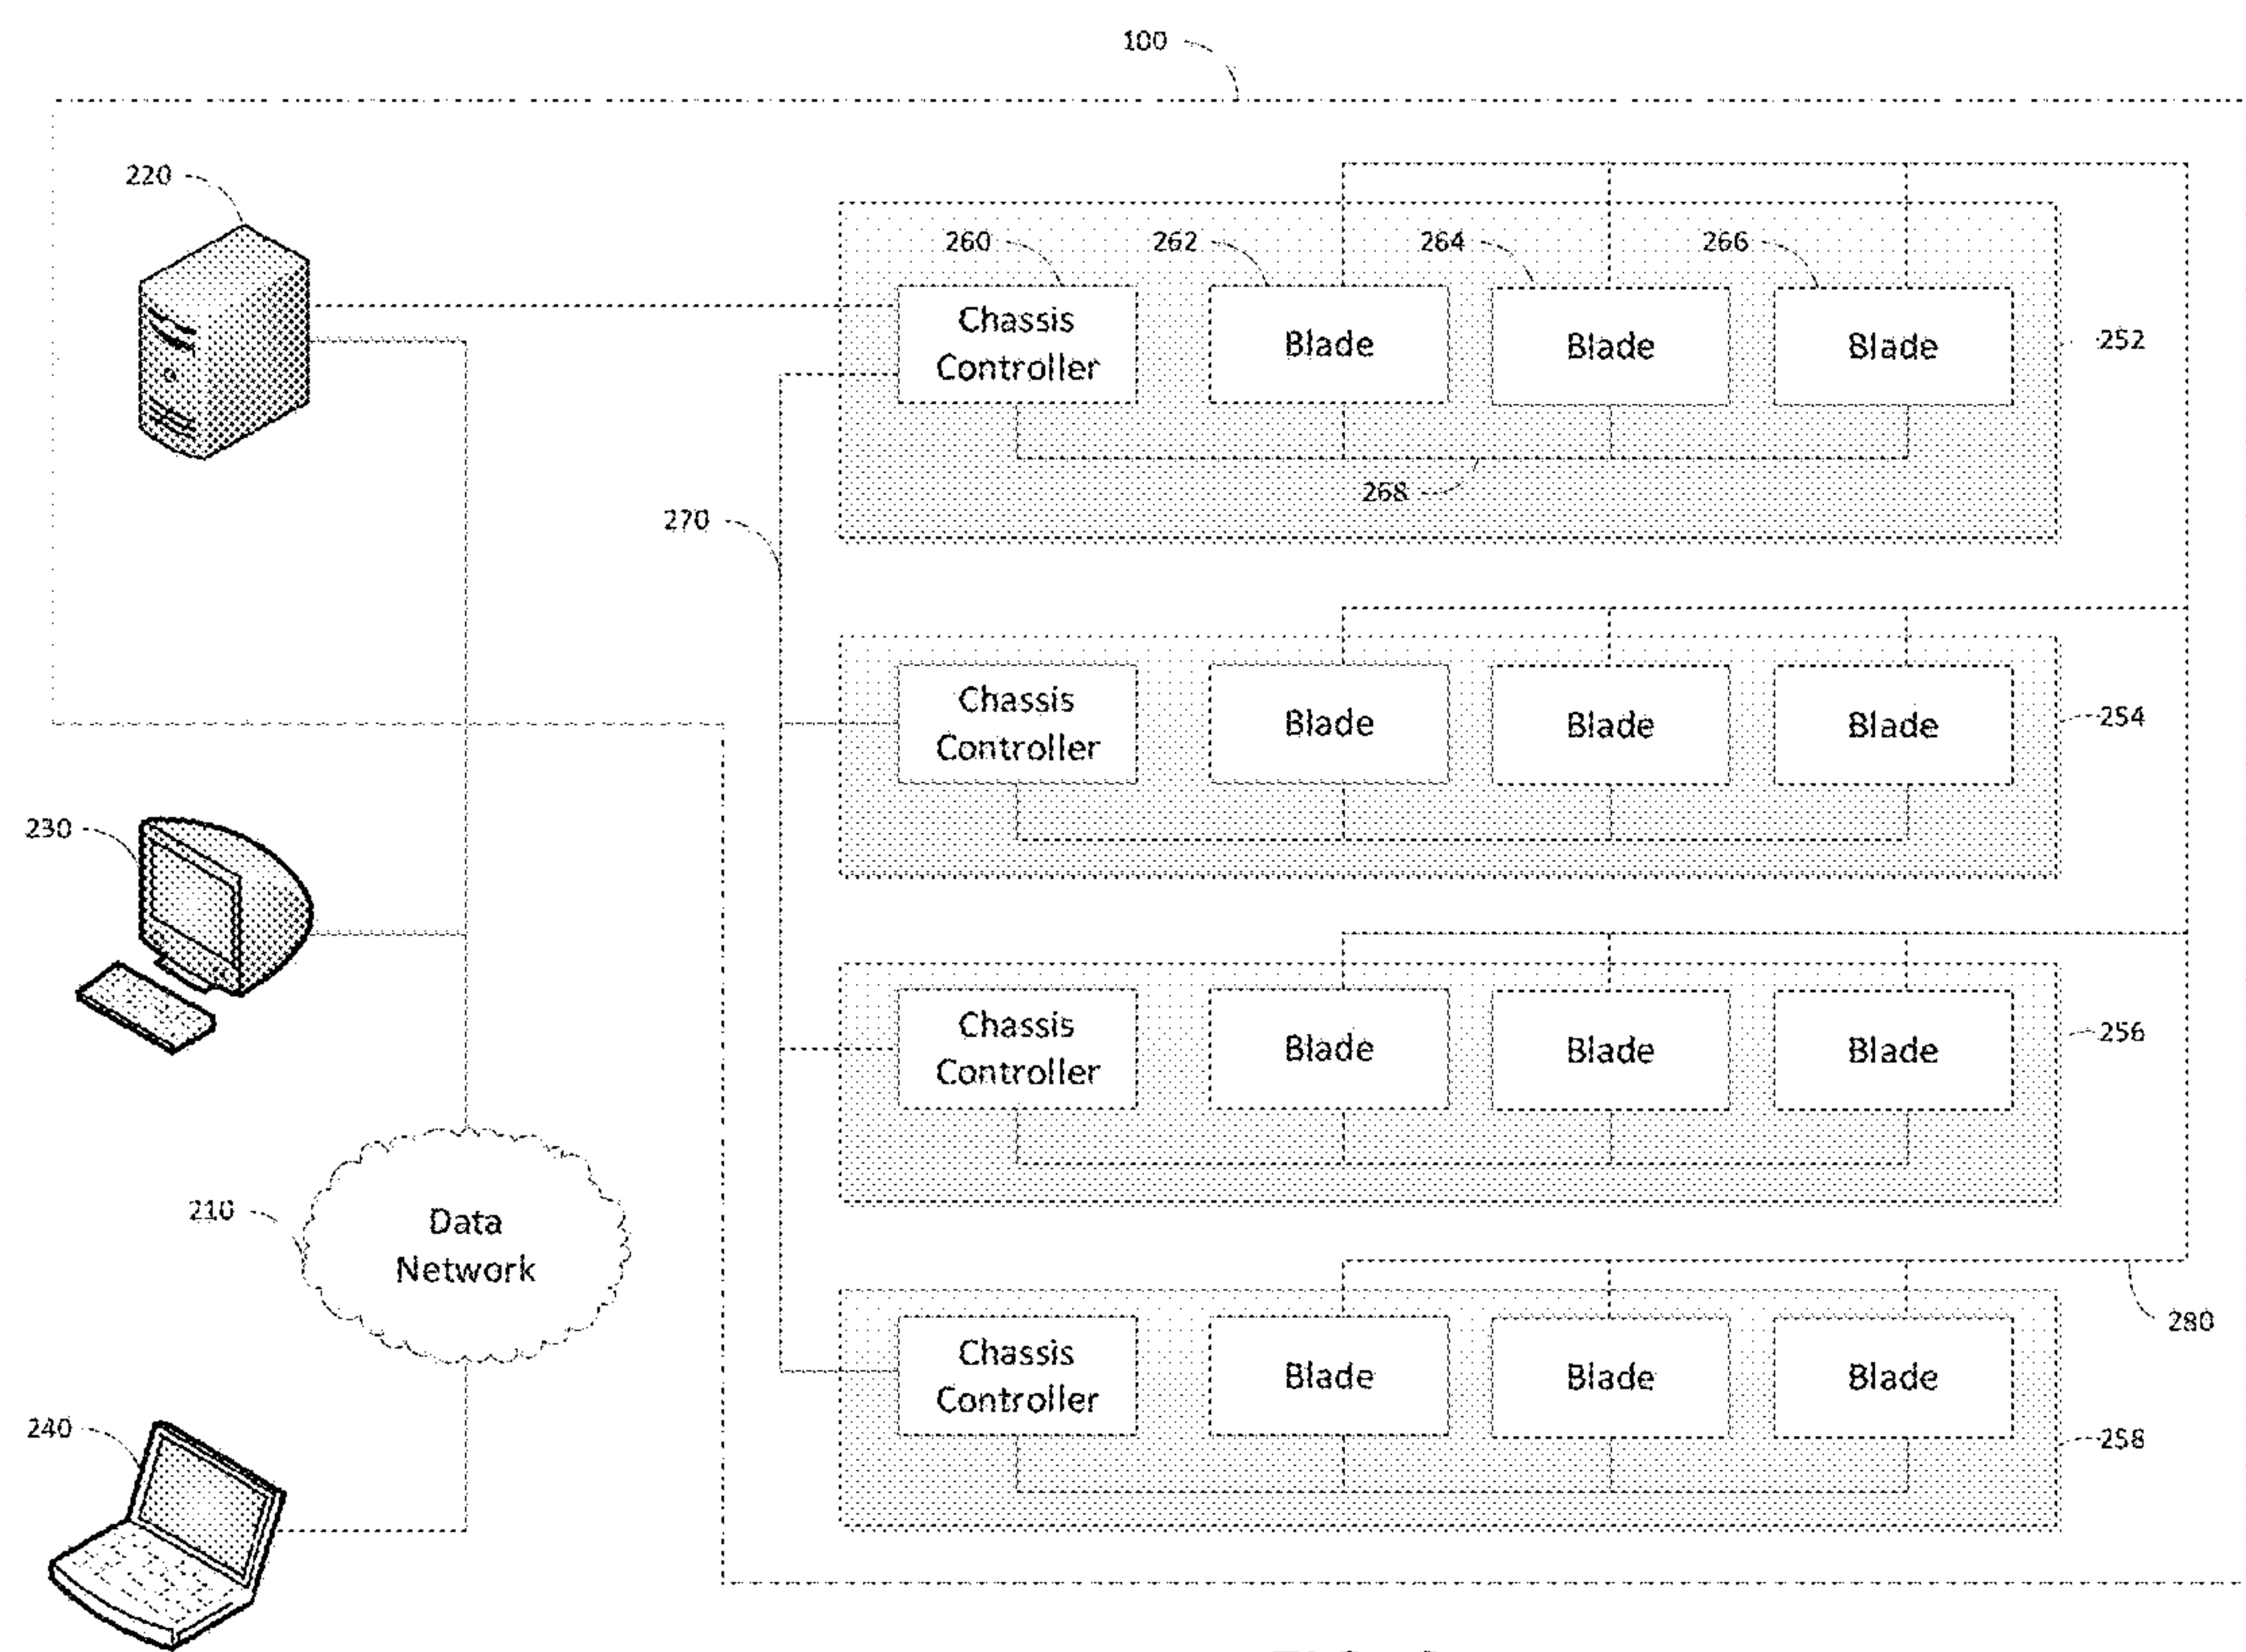 100
220
260
262
264
266
Chassis
Controller
Blade
Blade
Blade
252
268
270
Chassis
Controller
Blade
Blade
Blade
254
230
Chassis
Controller
Blade
Blade
Blade
256
210
Data
Network
280
Chassis
Controller
Blade
Blade
Blade
240
258